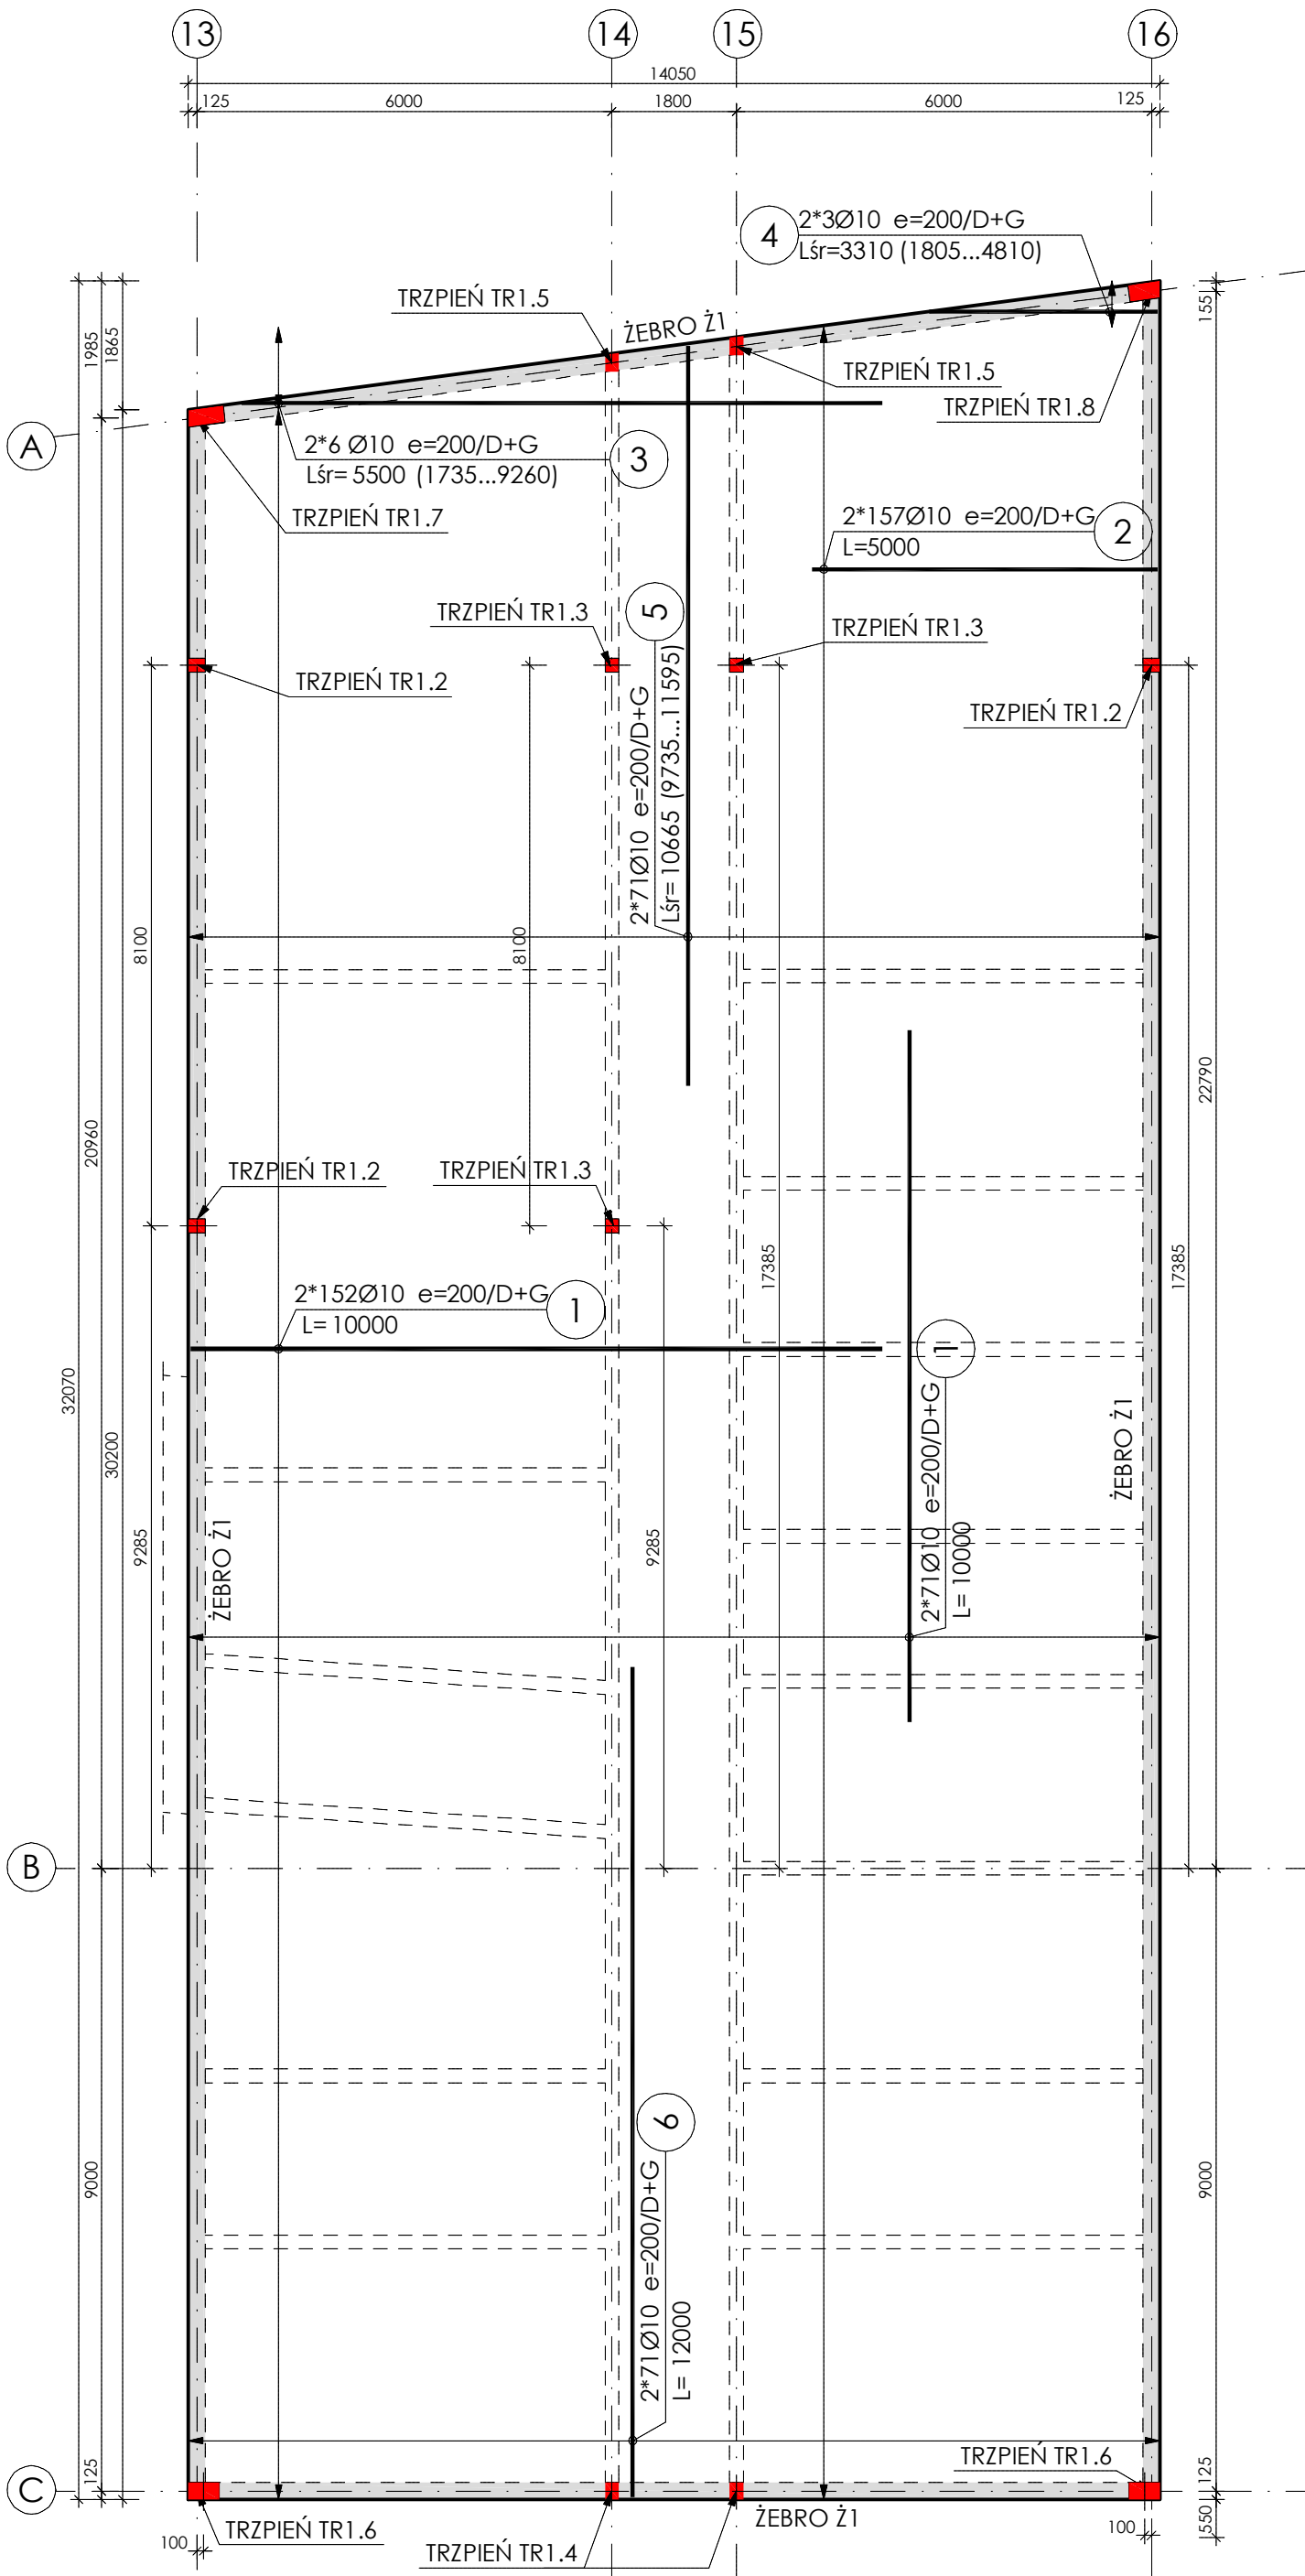 13
14
15
16
14050
125
6000
1800
6000
125
4
2*3Ø10 e=200/D+G
Lśr=3310 (1805...4810)
TRZPIEŃ TR1.5
ŻEBRO Ż1
155
1985
1865
TRZPIEŃ TR1.5
TRZPIEŃ TR1.8
A
2*6 Ø10 e=200/D+G
Lśr= 5500 (1735...9260)
3
TRZPIEŃ TR1.7
2*157Ø10 e=200/D+G
L=5000
2
5
2*71Ø10 e=200/D+G
Lśr= 10665 (9735...11595)
TRZPIEŃ TR1.3
TRZPIEŃ TR1.3
TRZPIEŃ TR1.2
TRZPIEŃ TR1.2
8100
8100
22790
20960
TRZPIEŃ TR1.2
TRZPIEŃ TR1.3
17385
17385
2*152Ø10 e=200/D+G
L= 10000
1
1
2*71Ø10 e=200/D+G
L= 10000
32070
30200
9285
9285
ŻEBRO Ż1
ŻEBRO Ż1
B
6
2*71Ø10 e=200/D+G
L= 12000
9000
9000
125
125
550
C
TRZPIEŃ TR1.6
ŻEBRO Ż1
100
TRZPIEŃ TR1.6
TRZPIEŃ TR1.4
100